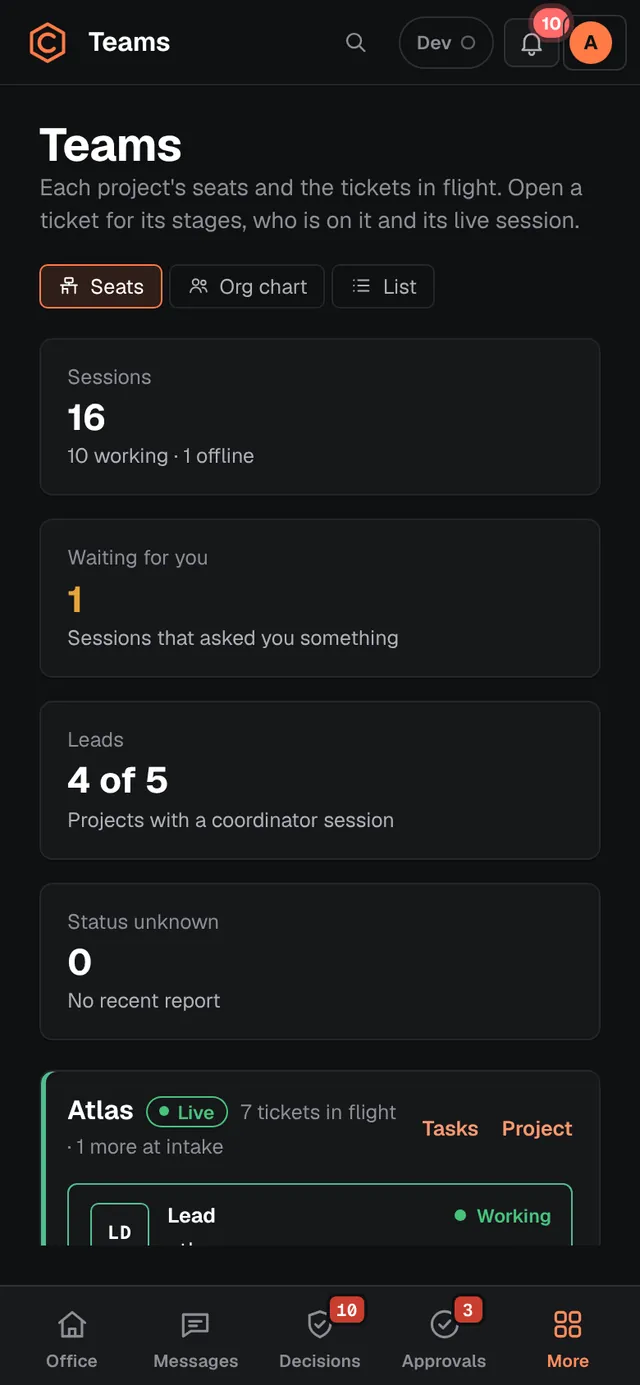 Teams
Dev
10
A
Teams
Each project's seats and the tickets in flight. Open a
ticket for its stages, who is on it and its live session.
Seats
Org chart
List
Sessions
16
10 working · 1 offline
Waiting for you
1
Sessions that asked you something
Leads
4 of 5
Projects with a coordinator session
Status unknown
0
No recent report
Atlas Live 7 tickets in flight
· 1 more at intake
Tasks Project
LD
Lead
Working
10
3
Office
Messages
Decisions
Approvals
More